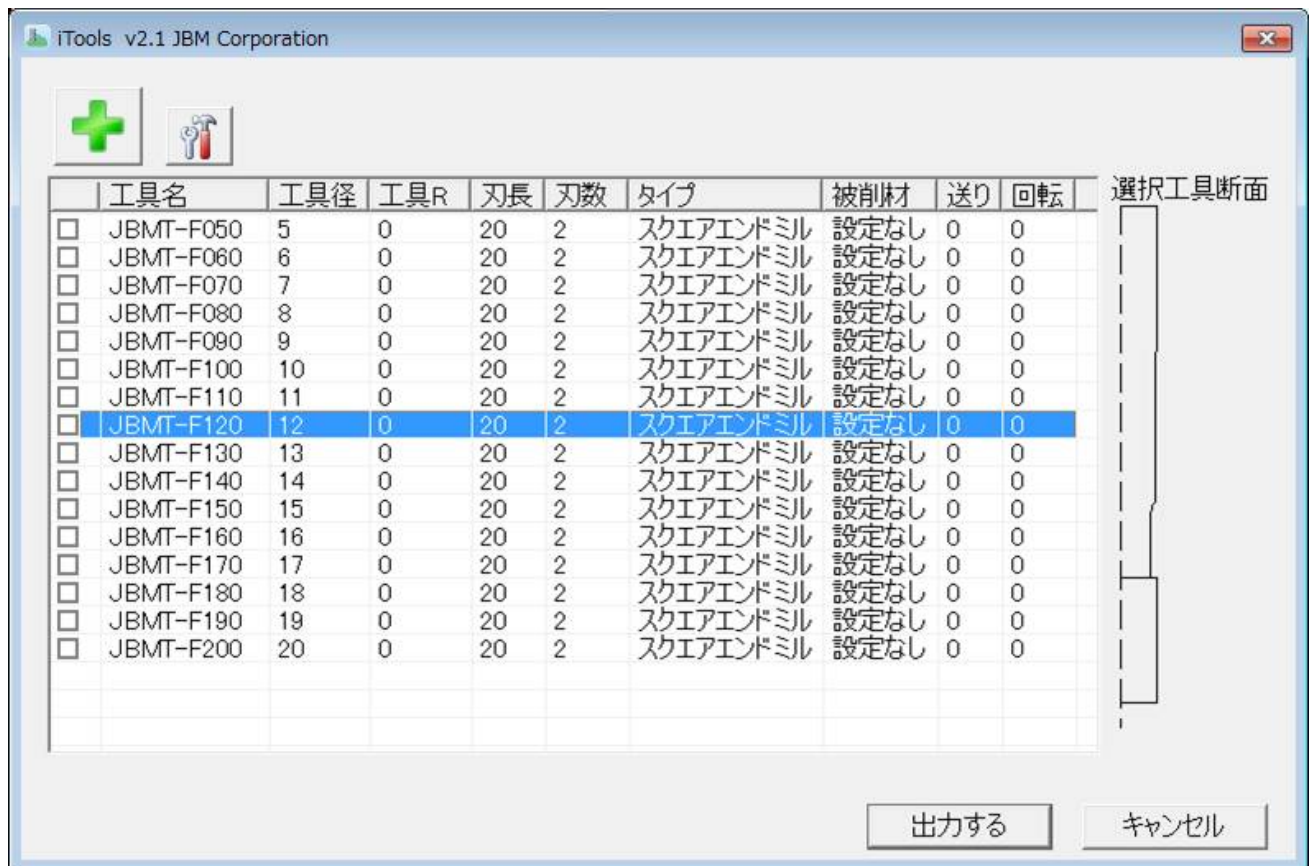 iTools v2.1 JBM Corporation
工具名 工具径 工具R 刃長 刃数 タイプ 被削材 送り 回転 選択工具断面
JBMT-F050 5 0 20 2 スクエアエンドミル 設定なし 0 0
JBMT-F060 6 0 20 2 スクエアエンドミル 設定なし 0 0
JBMT-F070 7 0 20 2 スクエアエンドミル 設定なし 0 0
JBMT-F080 8 0 20 2 スクエアエンドミル 設定なし 0 0
JBMT-F090 9 0 20 2 スクエアエンドミル 設定なし 0 0
JBMT-F100 10 0 20 2 スクエアエンドミル 設定なし 0 0
JBMT-F110 11 0 20 2 スクエアエンドミル 設定なし 0 0
JBMT-F120 12 0 20 2 スクエアエンドミル 設定なし 0 0
JBMT-F130 13 0 20 2 スクエアエンドミル 設定なし 0 0
JBMT-F140 14 0 20 2 スクエアエンドミル 設定なし 0 0
JBMT-F150 15 0 20 2 スクエアエンドミル 設定なし 0 0
JBMT-F160 16 0 20 2 スクエアエンドミル 設定なし 0 0
JBMT-F170 17 0 20 2 スクエアエンドミル 設定なし 0 0
JBMT-F180 18 0 20 2 スクエアエンドミル 設定なし 0 0
JBMT-F190 19 0 20 2 スクエアエンドミル 設定なし 0 0
JBMT-F200 20 0 20 2 スクエアエンドミル 設定なし 0 0
出力する キャンセル